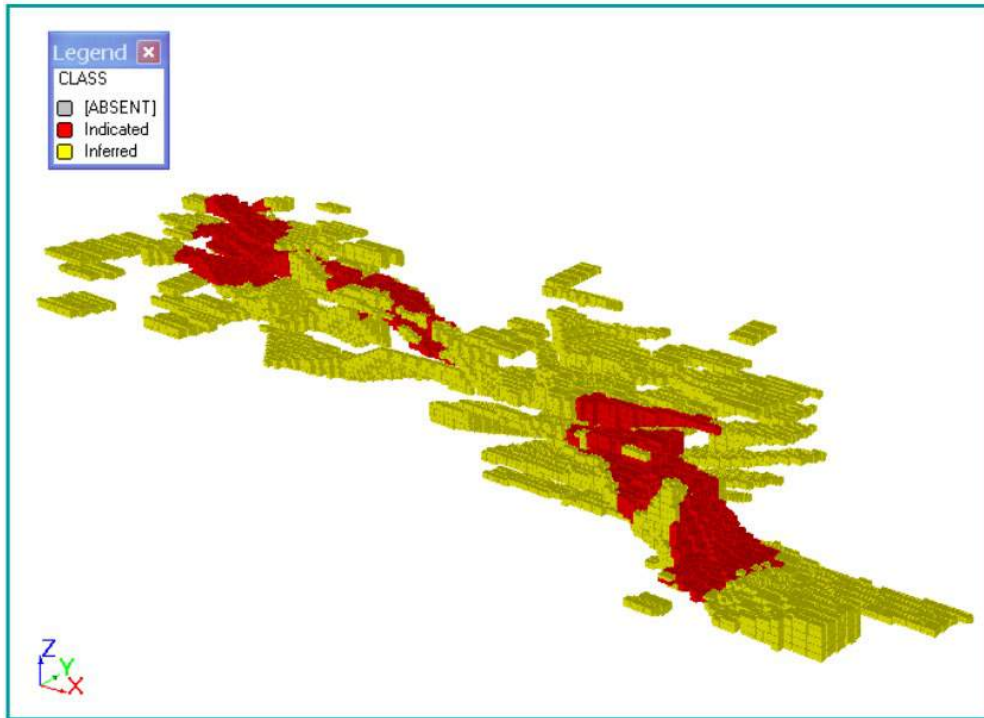 Legend
CLASS
[ABSENT]
Indicated
Inferred
Z
Y
X